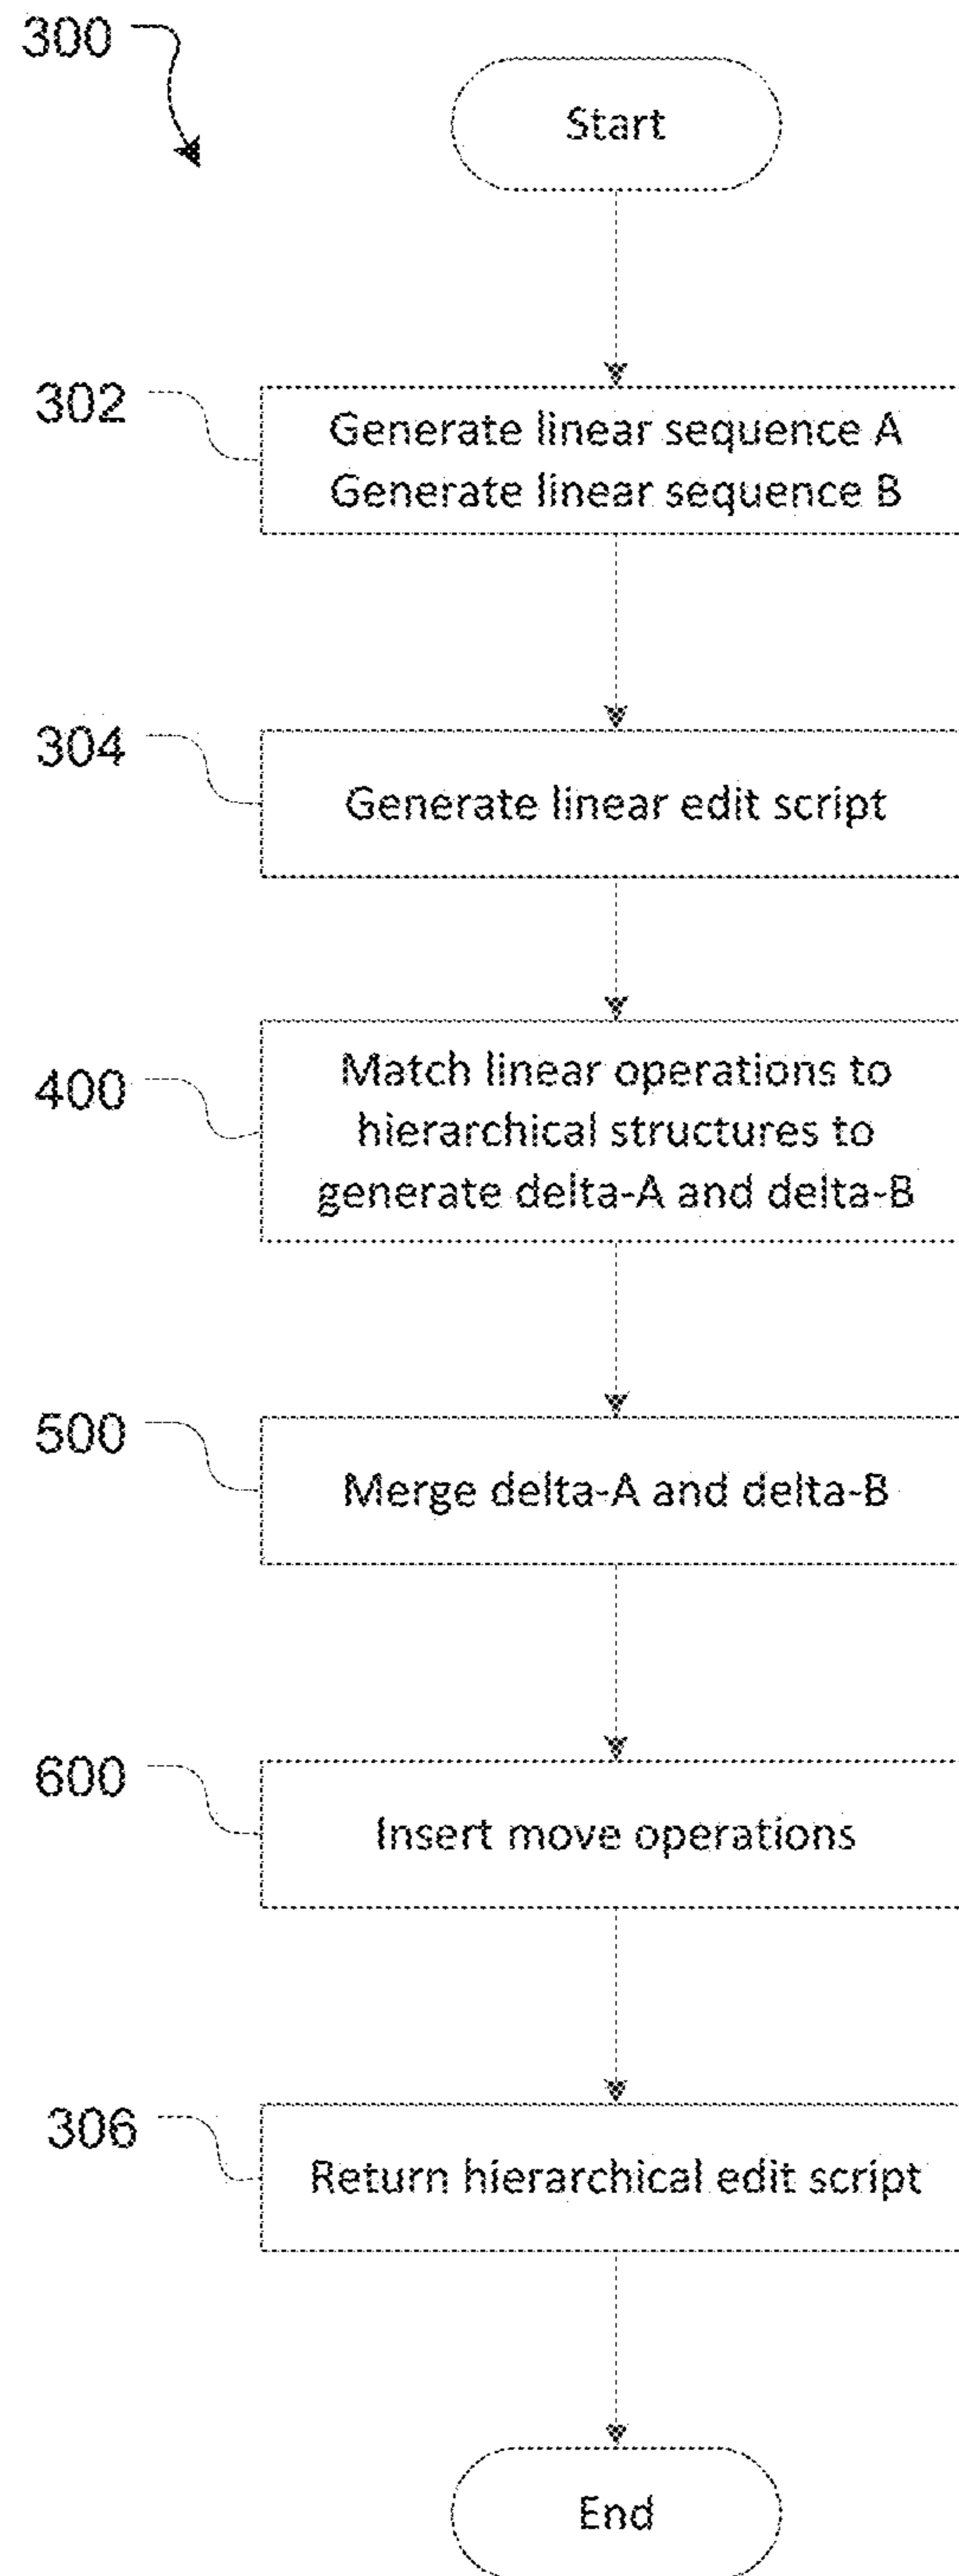 300
Start
302
Generate linear sequence A
Generate linear sequence B
304
Generate linear edit script
400
Match linear operations to
hierarchical structures to
generate delta-A and delta-B
500
Merge delta-A and delta-B
600
Insert move operations
306
Return hierarchical edit script
End